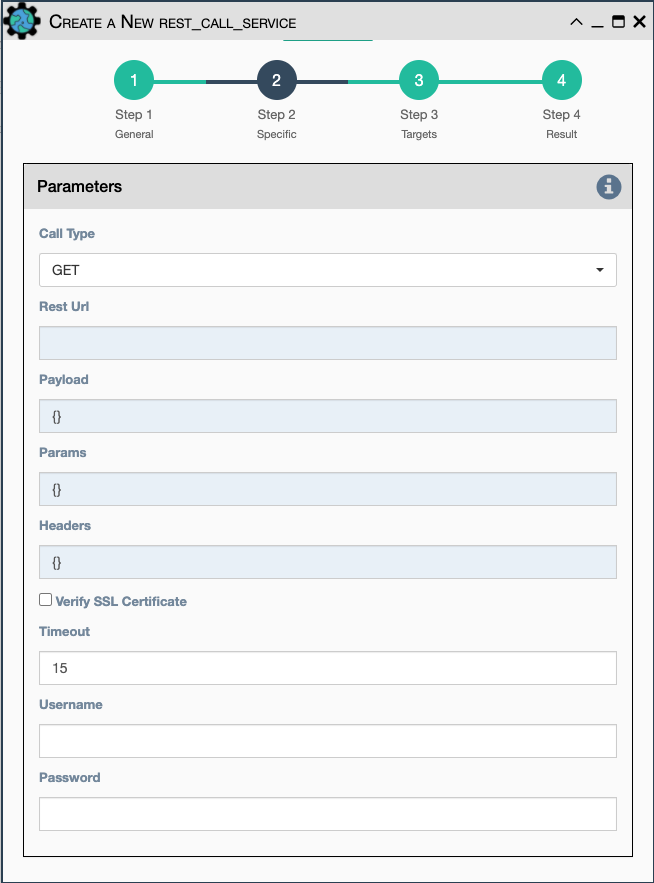 Create a New rest_call_service
1 2 3 4
Step 1 Step 2 Step 3 Step 4
General Specific Targets Result
Parameters
Call Type
GET
Rest Url
Payload
{}
Params
{}
Headers
{}
Verify SSL Certificate
Timeout
15
Username
Password